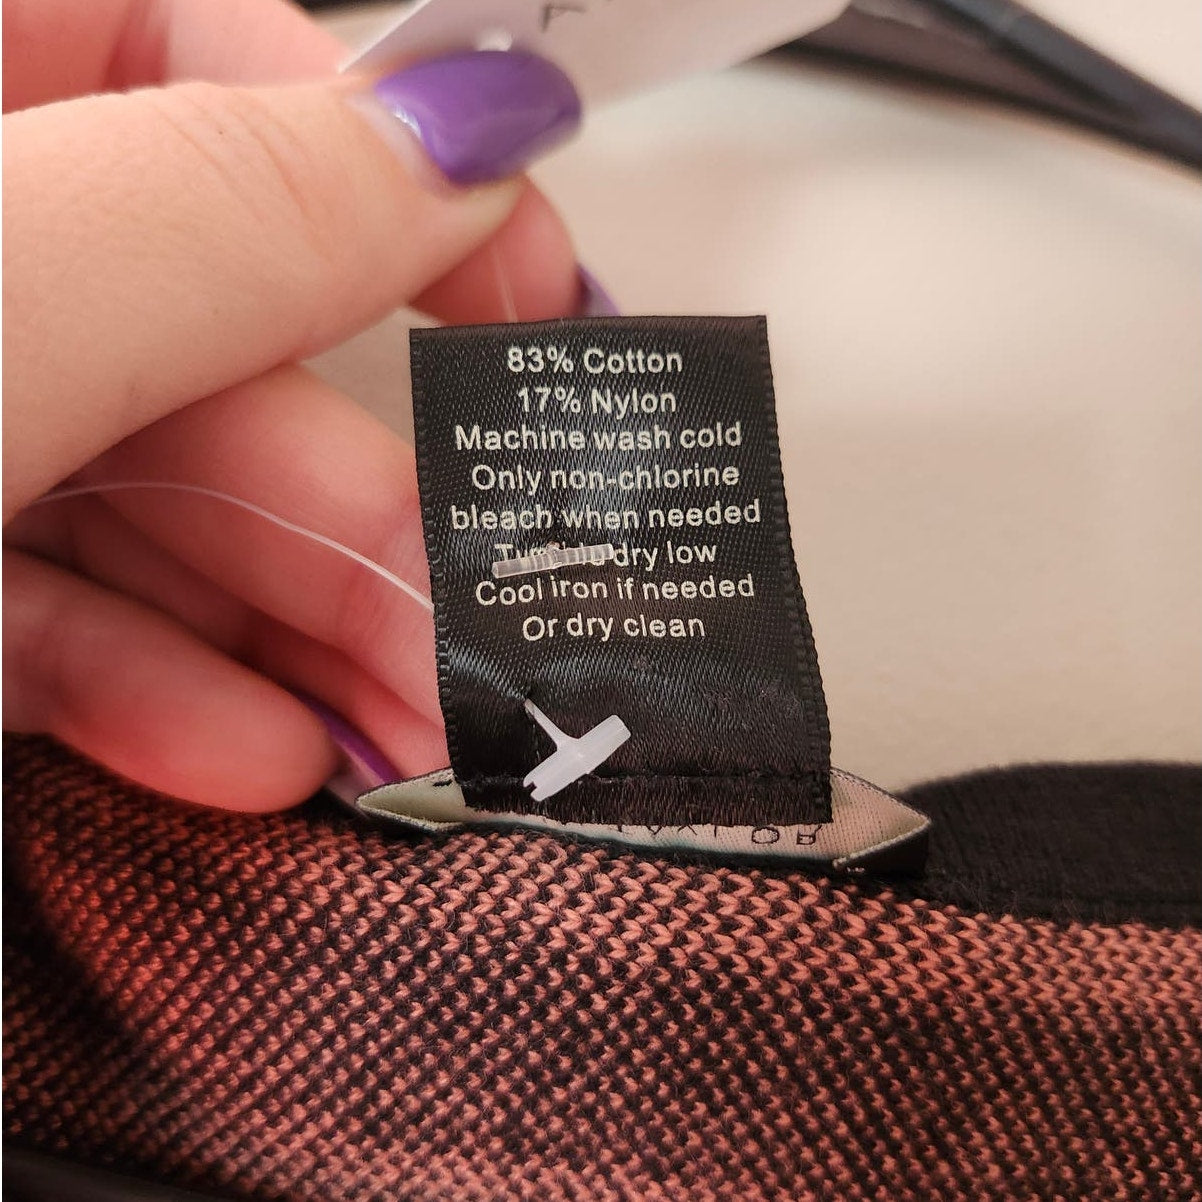 83% Cotton
17% Nylon
Machine wash cold
Only non-chlorine
bleach when needed
Tumble dry low
Cool iron if needed
Or dry clean